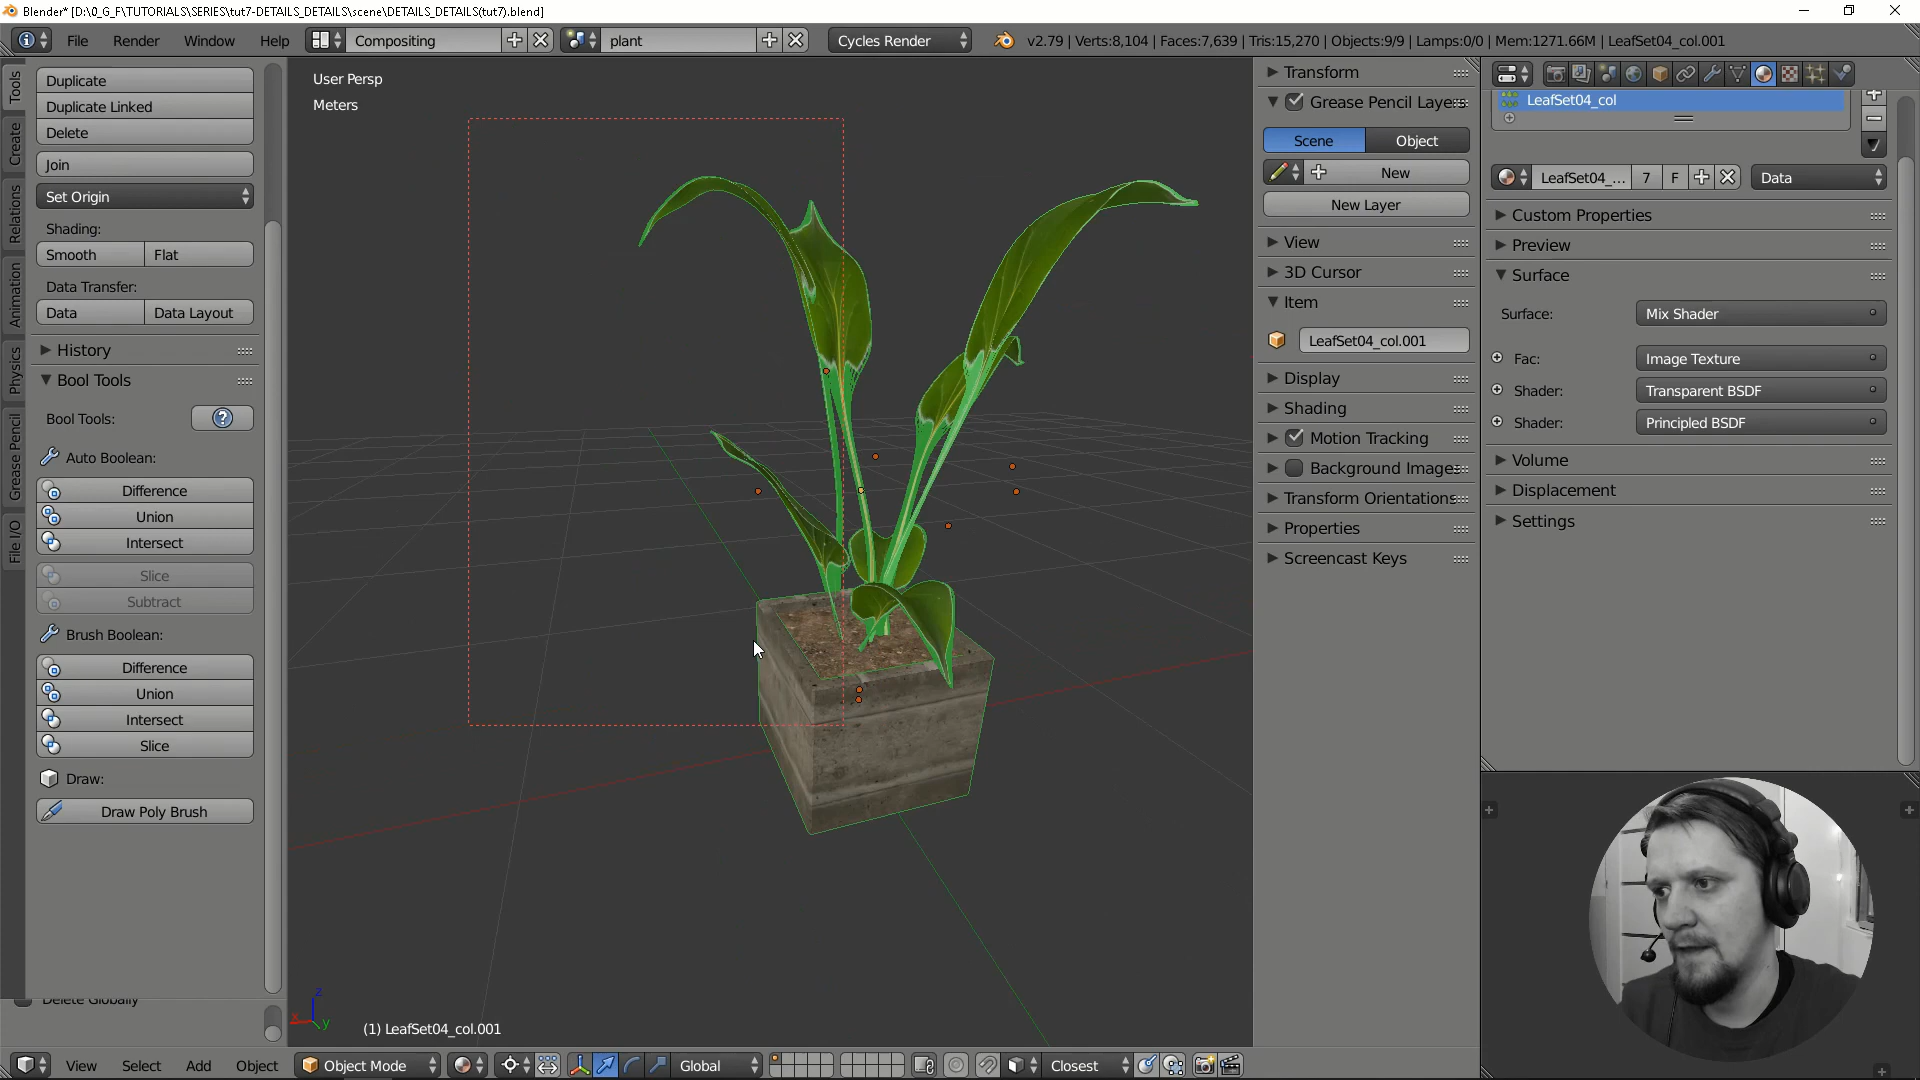 Blender* [D:\0_G_F\TUTORIALS\SERIES\tut7-DETAILS_DETAILS\scene\DETAILS_DETAILS(tut7).blend]
File Render Window Help Compositing plant Cycles Render v2.79 | Verts:8,104 | Faces:7,639 | Tris:15,270 | Objects:9/9 | Lamps:0/0 | Mem:1271.66M | LeafSet04_col.001
Tools
Create
Relations
Animation
Physics
Grease Pencil
File I/O
Duplicate
Duplicate Linked
Delete
Join
Set Origin
Shading:
Smooth Flat
Data Transfer:
Data Data Layout
History
Bool Tools
Bool Tools:
Auto Boolean:
Difference
Union
Intersect
Slice
Subtract
Brush Boolean:
Difference
Union
Intersect
Slice
Draw:
Draw Poly Brush
Delete Globally
User Persp
Meters
z
x
y
(1) LeafSet04_col.001
Transform
Grease Pencil Layers
Scene Object
New
New Layer
View
3D Cursor
Item
LeafSet04_col.001
Display
Shading
Motion Tracking
Background Images
Transform Orientations
Properties
Screencast Keys
LeafSet04_col
LeafSet04_... 7 F Data
Custom Properties
Preview
Surface
Surface: Mix Shader
Fac: Image Texture
Shader: Transparent BSDF
Shader: Principled BSDF
Volume
Displacement
Settings
View Select Add Object Object Mode Global Closest